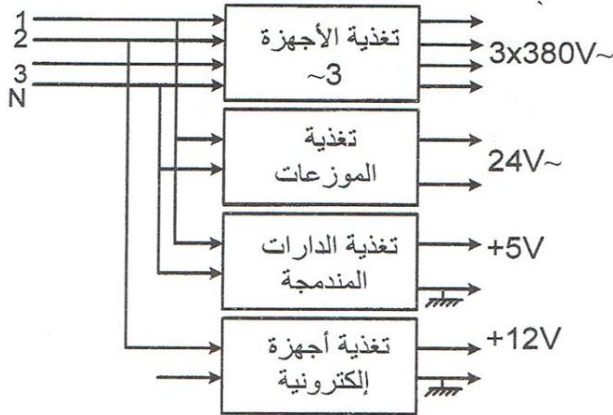 1
2
3
N
تغذية الأجهزة
3~
3x380V~
تغذية
الموزعات
24V~
تغذية الدارات
المندمجة
+5V
تغذية أجهزة
إلكترونية
+12V